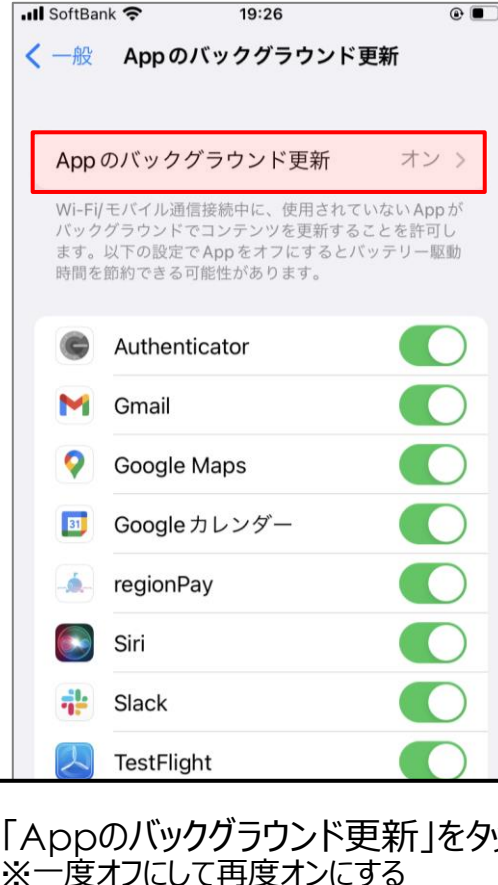 SoftBank 19:26
一般 Appのバックグラウンド更新
Appのバックグラウンド更新 オン
Wi-Fi/モバイル通信接続中に、使用されていないAppが
バックグラウンドでコンテンツを更新することを許可し
ます。以下の設定でAppをオフにするとバッテリー駆動
時間を節約できる可能性があります。
Authenticator
Gmail
Google Maps
31
Googleカレンダー
regionPay
Siri
Slack
TestFlight
「Appのバックグラウンド更新」をタッ
※一度オフにして再度オンにする